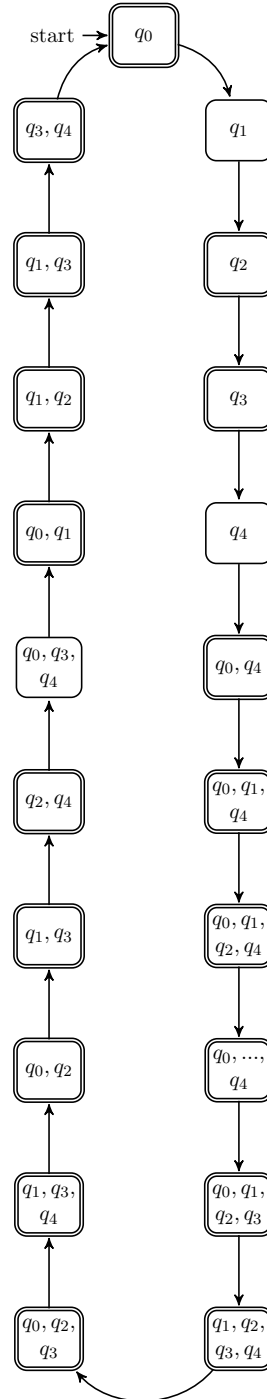 start
q₀
q₁
q₂
q₃
q₄
q₀, q₄
q₀, q₁,
q₄
q₀, q₁,
q₂, q₄
q₀, ...,
q₄
q₀, q₁,
q₂, q₃
q₁, q₂,
q₃, q₄
q₀, q₂,
q₃
q₁, q₃,
q₄
q₀, q₂
q₁, q₃
q₂, q₄
q₀, q₃,
q₄
q₀, q₁
q₁, q₂
q₁, q₃
q₃, q₄